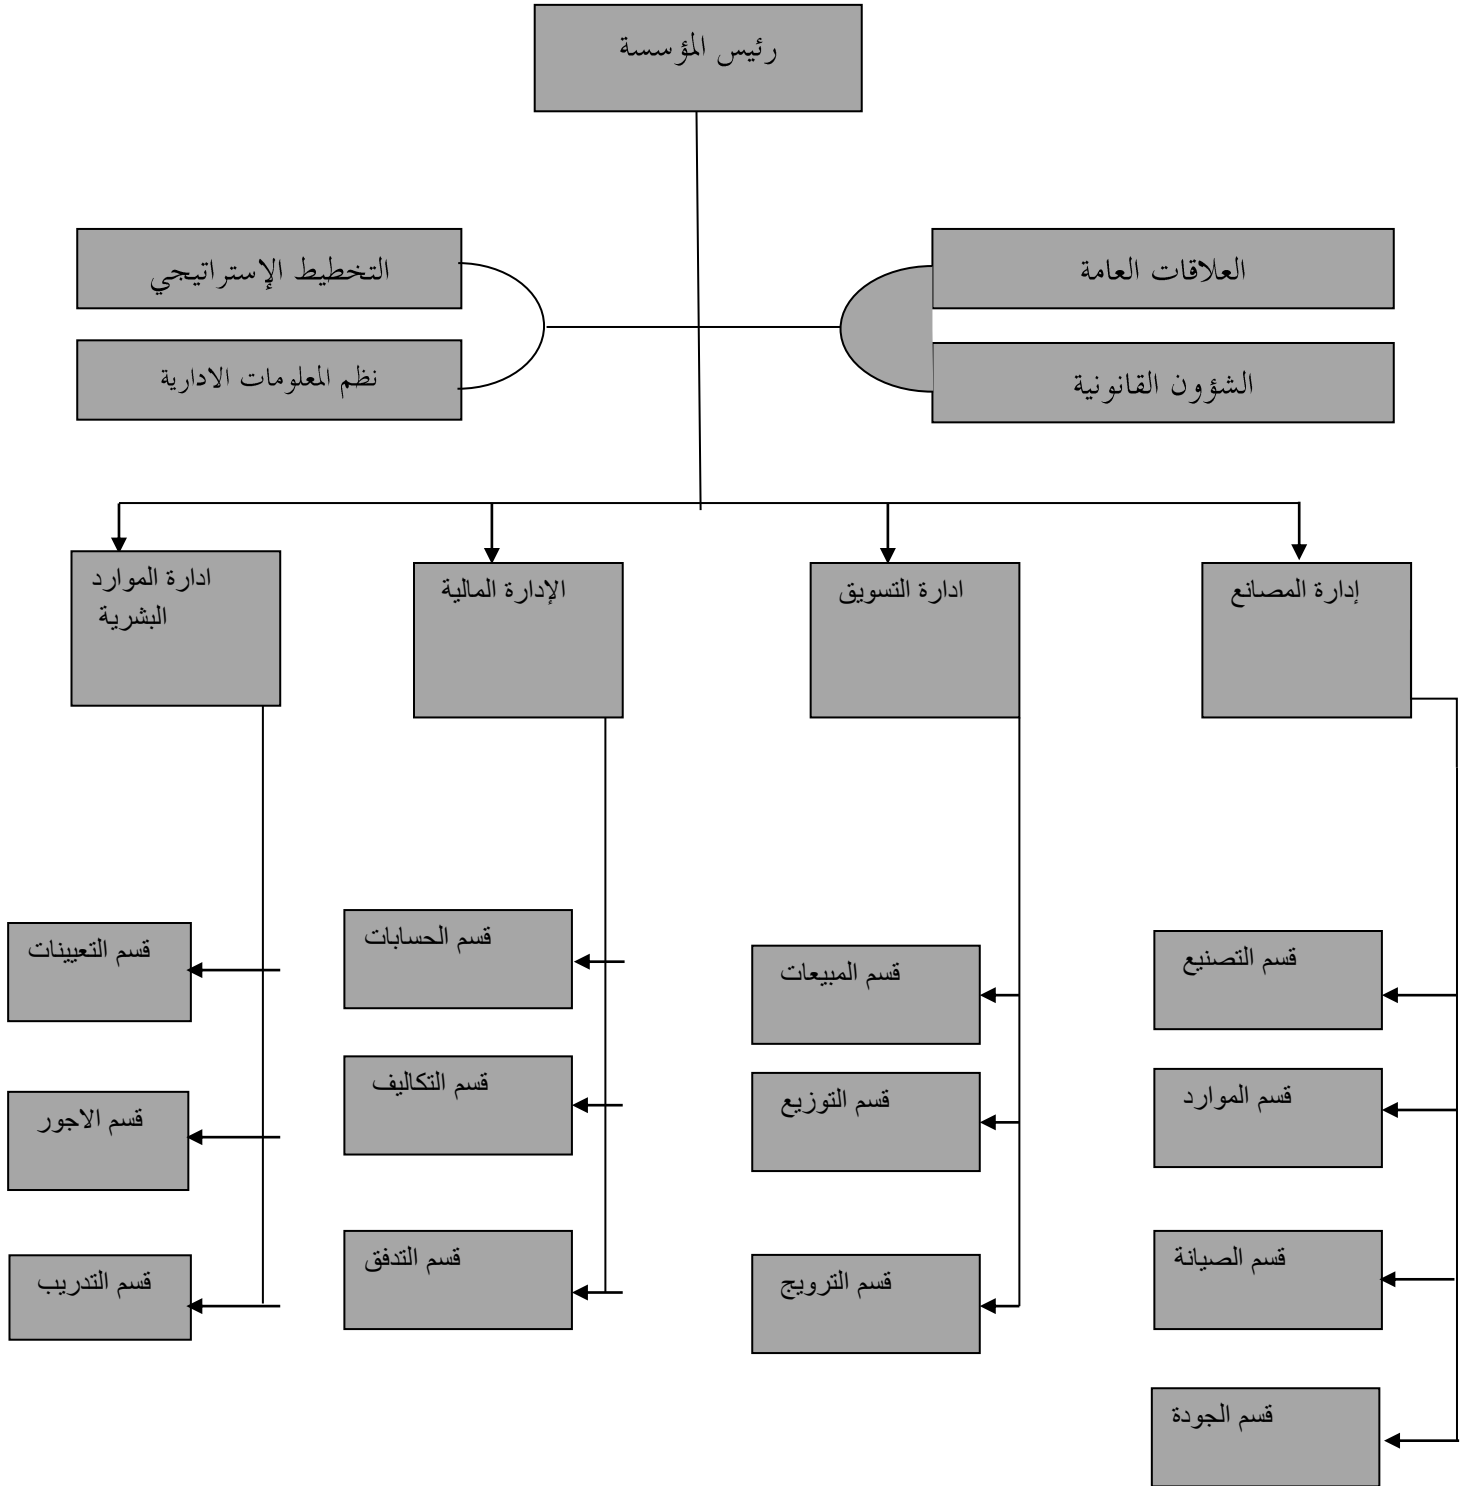 رئيس المؤسسة
العلاقات العامة
التخطيط الإستراتيجي
الشؤون القانونية
نظم المعلومات الادارية
إدارة المصانع
ادارة التسويق
الإدارة المالية
ادارة الموارد
البشرية
قسم التصنيع
قسم المبيعات
قسم الحسابات
قسم التعيينات
قسم الموارد
قسم التوزيع
قسم التكاليف
قسم الاجور
قسم الصيانة
قسم الترويج
قسم التدفق
قسم التدريب
قسم الجودة